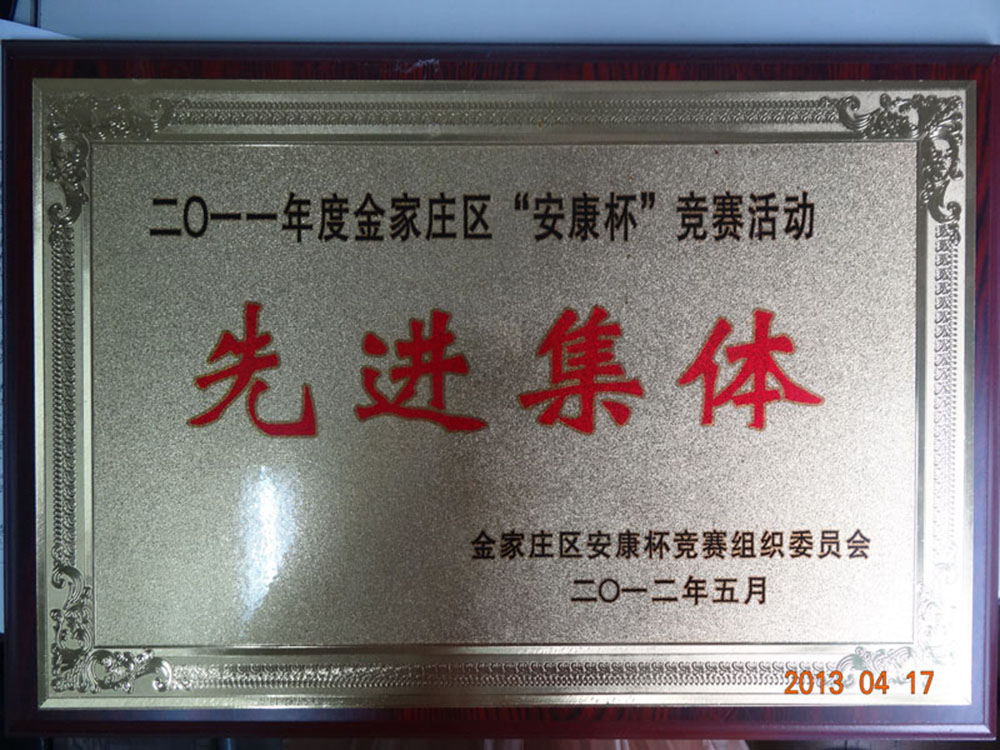 二〇一一年度金家庄区“安康杯”竞赛活动
先进集体
金家庄区安康杯竞赛组织委员会
二〇一二年五月
2013 04 17